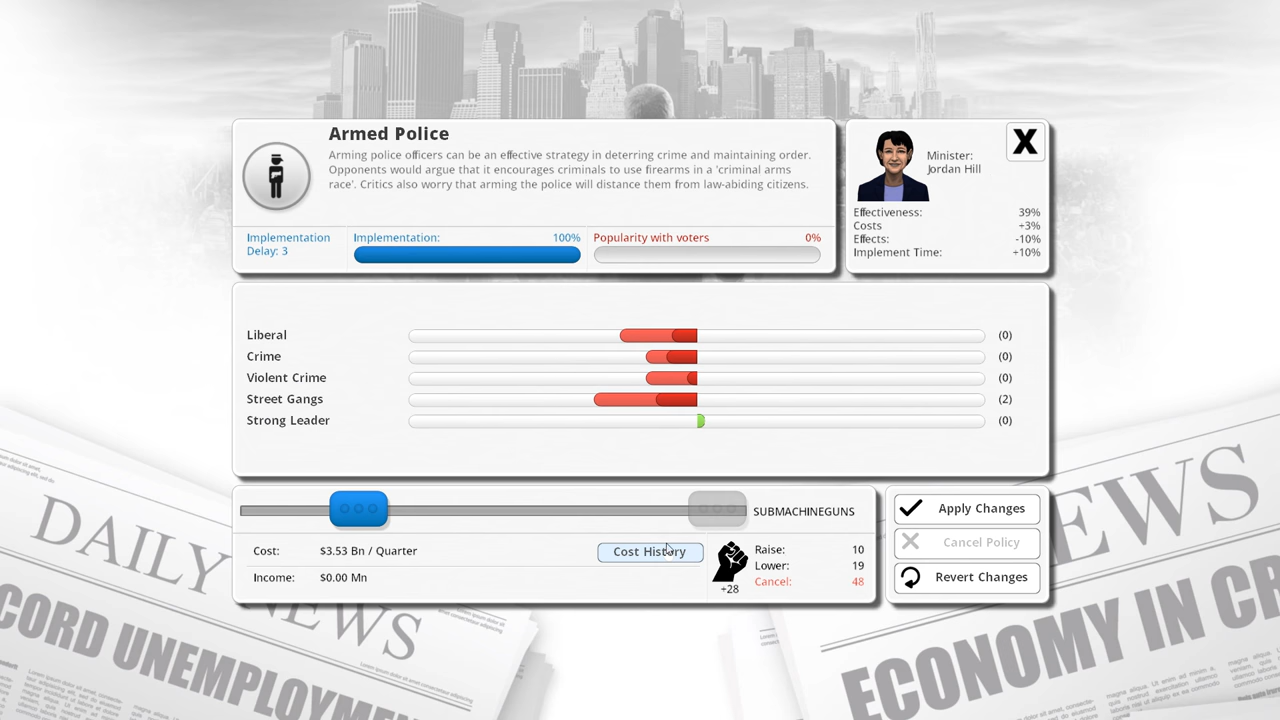 Armed Police
Arming police officers can be an effective strategy in deterring crime and maintaining order.
Opponents would argue that it encourages criminals to use firearms in a 'criminal arms
race'. Critics also worry that arming the police will distance them from law-abiding citizens.
Implementation
Delay: 3
Implementation: 100%
Popularity with voters 0%
X
Minister:
Jordan Hill
Effectiveness: 39%
Costs +3%
Effects: -10%
Implement Time: +10%
Liberal (0)
Crime (0)
Violent Crime (0)
Street Gangs (2)
Strong Leader (0)
SUBMACHINEGUNS
Cost: $3.53 Bn / Quarter
Cost History
Income: $0.00 Mn
+28
Raise: 10
Lower: 19
Cancel: 48
Apply Changes
Cancel Policy
Revert Changes
DAILY NEWS
CORD UNEMPLOYME
EWS
ECONOMY IN CR